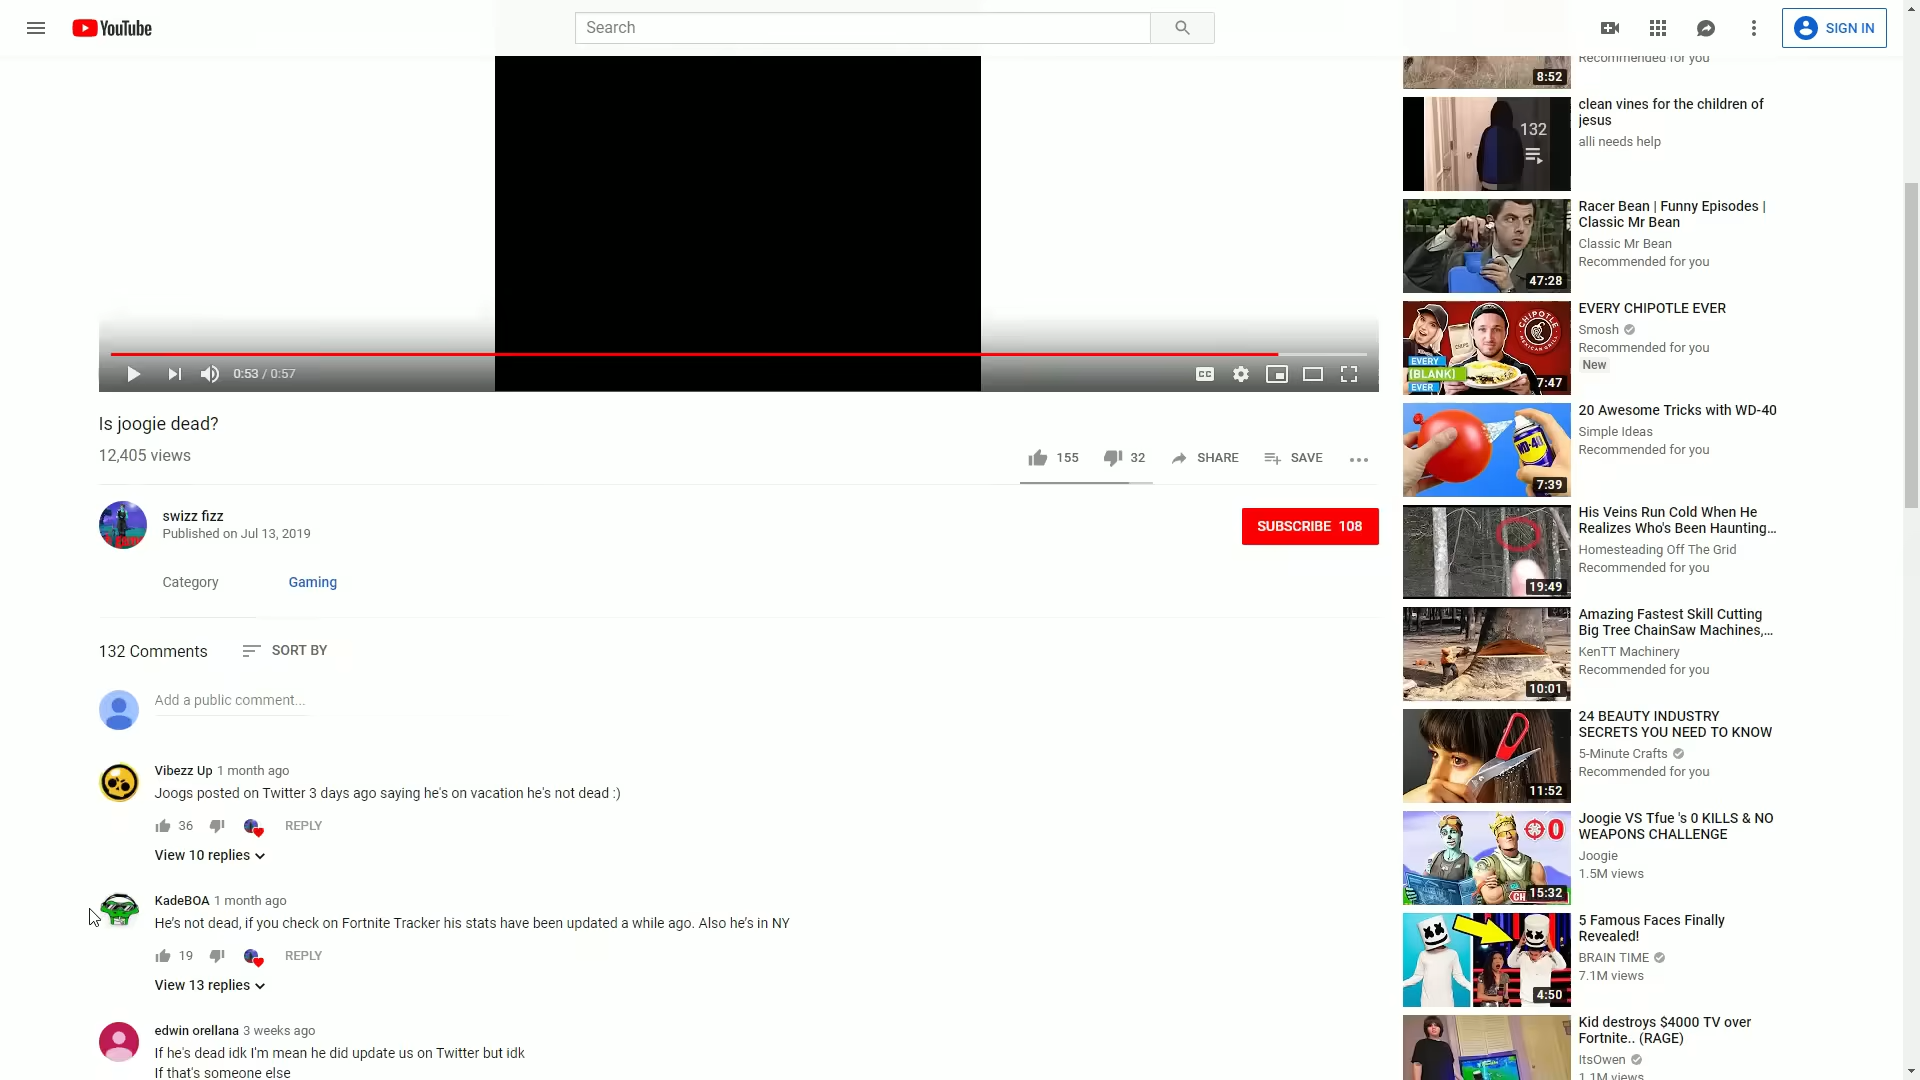 YouTube
Search
SIGN IN
0:53 / 0:57
Is joogie dead?
12,405 views
155
32
SHARE
SAVE
swizz fizz
Published on Jul 13, 2019
SUBSCRIBE 108
Category
Gaming
132 Comments
SORT BY
Add a public comment...
Vibezz Up 1 month ago
Joogs posted on Twitter 3 days ago saying he's on vacation he's not dead :)
36
REPLY
View 10 replies
KadeBOA 1 month ago
He's not dead, if you check on Fortnite Tracker his stats have been updated a while ago. Also he's in NY
19
REPLY
View 13 replies
edwin orellana 3 weeks ago
If he's dead idk I'm mean he did update us on Twitter but idk
If that's someone else
8:52
Recommended for you
132
clean vines for the children of
jesus
alli needs help
47:28
Racer Bean | Funny Episodes |
Classic Mr Bean
Classic Mr Bean
Recommended for you
CHIPOTLE
EVERY
[BLANK]
EVER
7:47
EVERY CHIPOTLE EVER
Smosh
Recommended for you
New
WD-40
7:39
20 Awesome Tricks with WD-40
Simple Ideas
Recommended for you
19:49
His Veins Run Cold When He
Realizes Who's Been Haunting...
Homesteading Off The Grid
Recommended for you
10:01
Amazing Fastest Skill Cutting
Big Tree ChainSaw Machines,...
KenTT Machinery
Recommended for you
11:52
24 BEAUTY INDUSTRY
SECRETS YOU NEED TO KNOW
5-Minute Crafts
Recommended for you
0
15:32
Joogie VS Tfue 's 0 KILLS & NO
WEAPONS CHALLENGE
Joogie
1.5M views
4:50
5 Famous Faces Finally
Revealed!
BRAIN TIME
7.1M views
Kid destroys $4000 TV over
Fortnite.. (RAGE)
ItsOwen
1.1M views